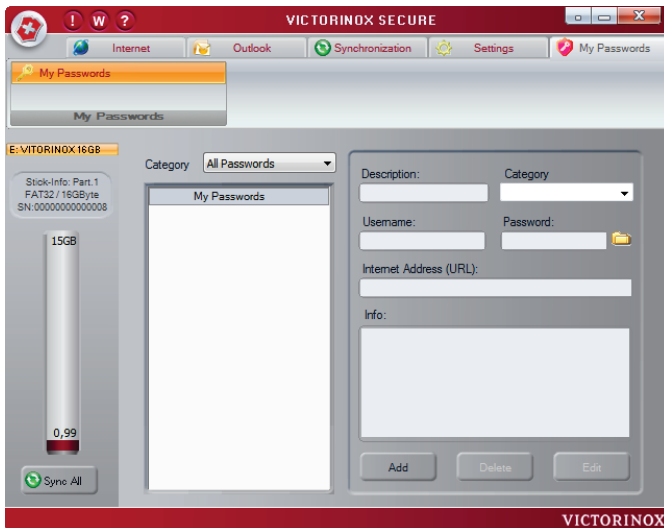 ! W ? VICTORINOX SECURE
Internet Outlook Synchronization Settings My Passwords
My Passwords
My Passwords
E: VITORINOX 16GB
Stick-Info: Part.1
FAT32 / 16GByte
SN:00000000000008
15GB
0,99
Sync All
Category All Passwords
My Passwords
Description: Category
Username: Password:
Internet Address (URL):
Info:
Add Delete Edit
VICTORINOX